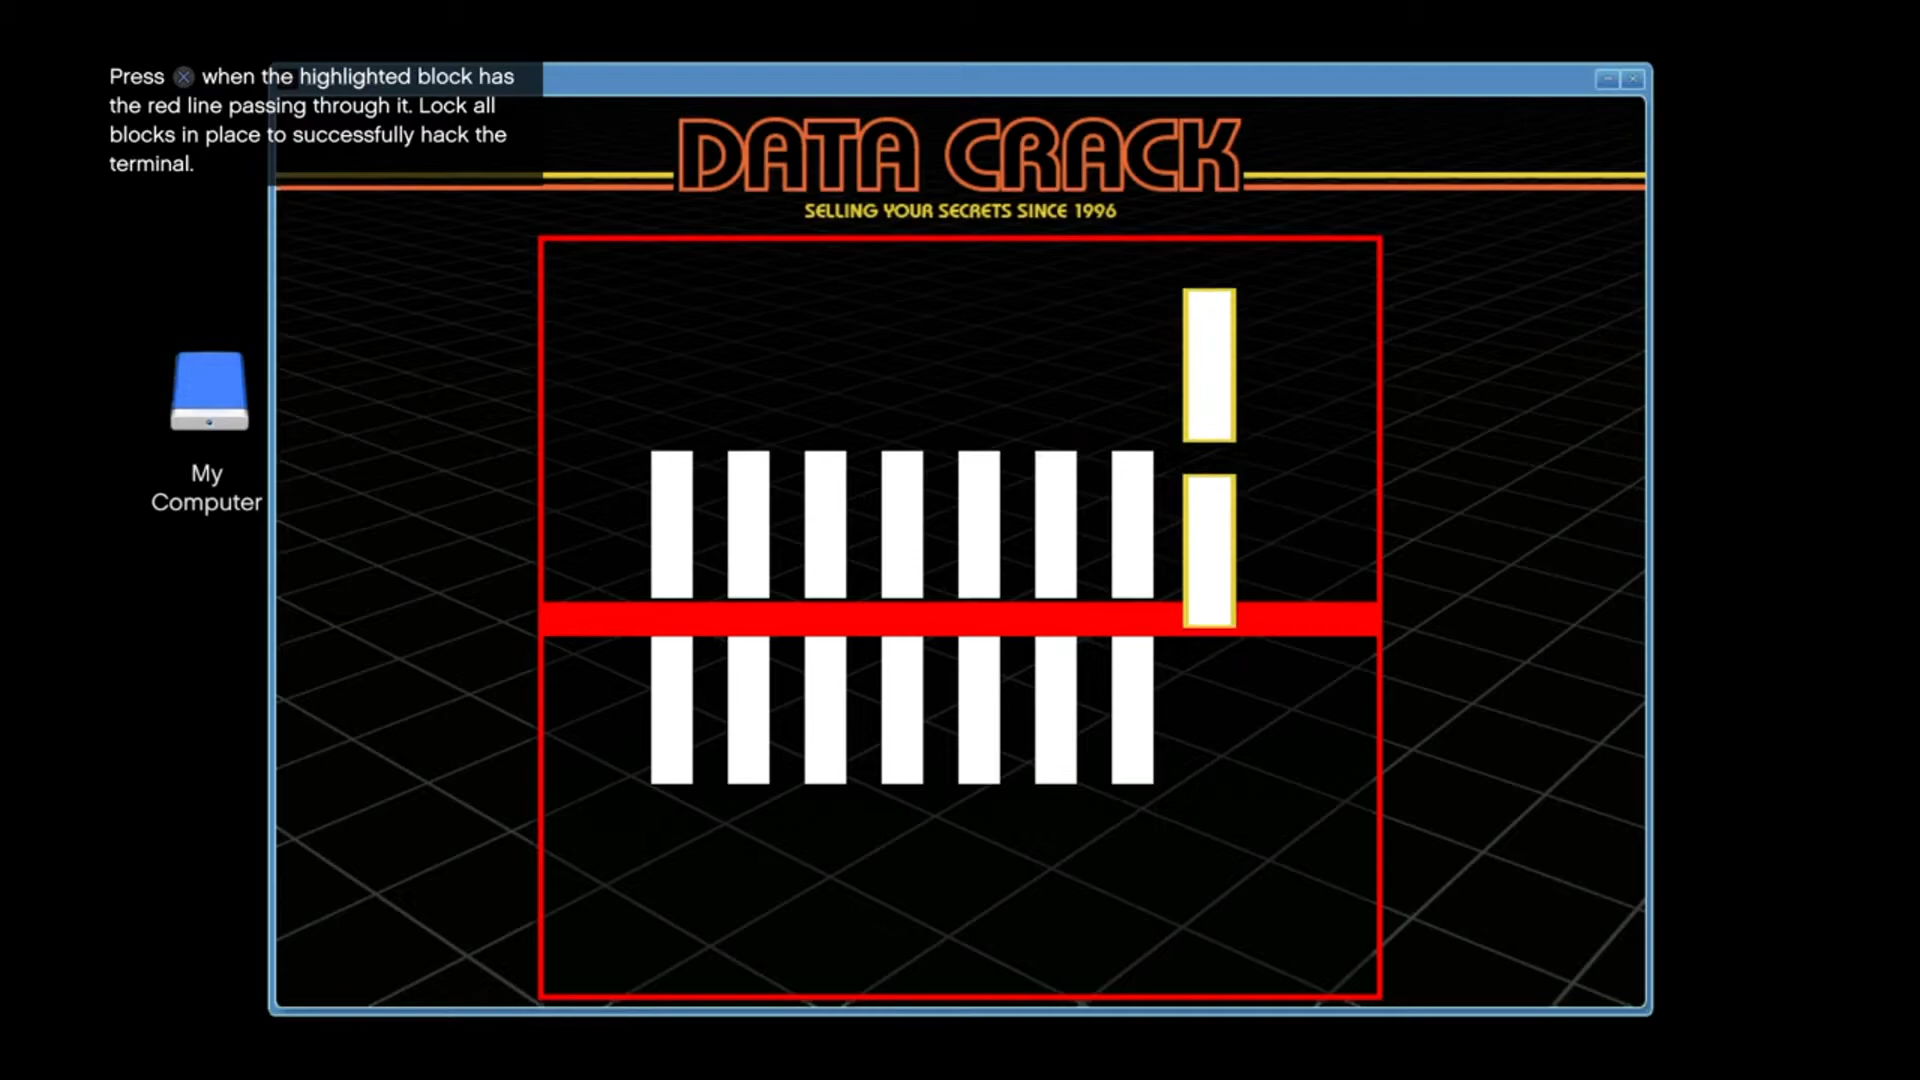 Press ⓧ when the highlighted block has
the red line passing through it. Lock all
blocks in place to successfully hack the
terminal.
DATA CRACK
SELLING YOUR SECRETS SINCE 1996
My
Computer